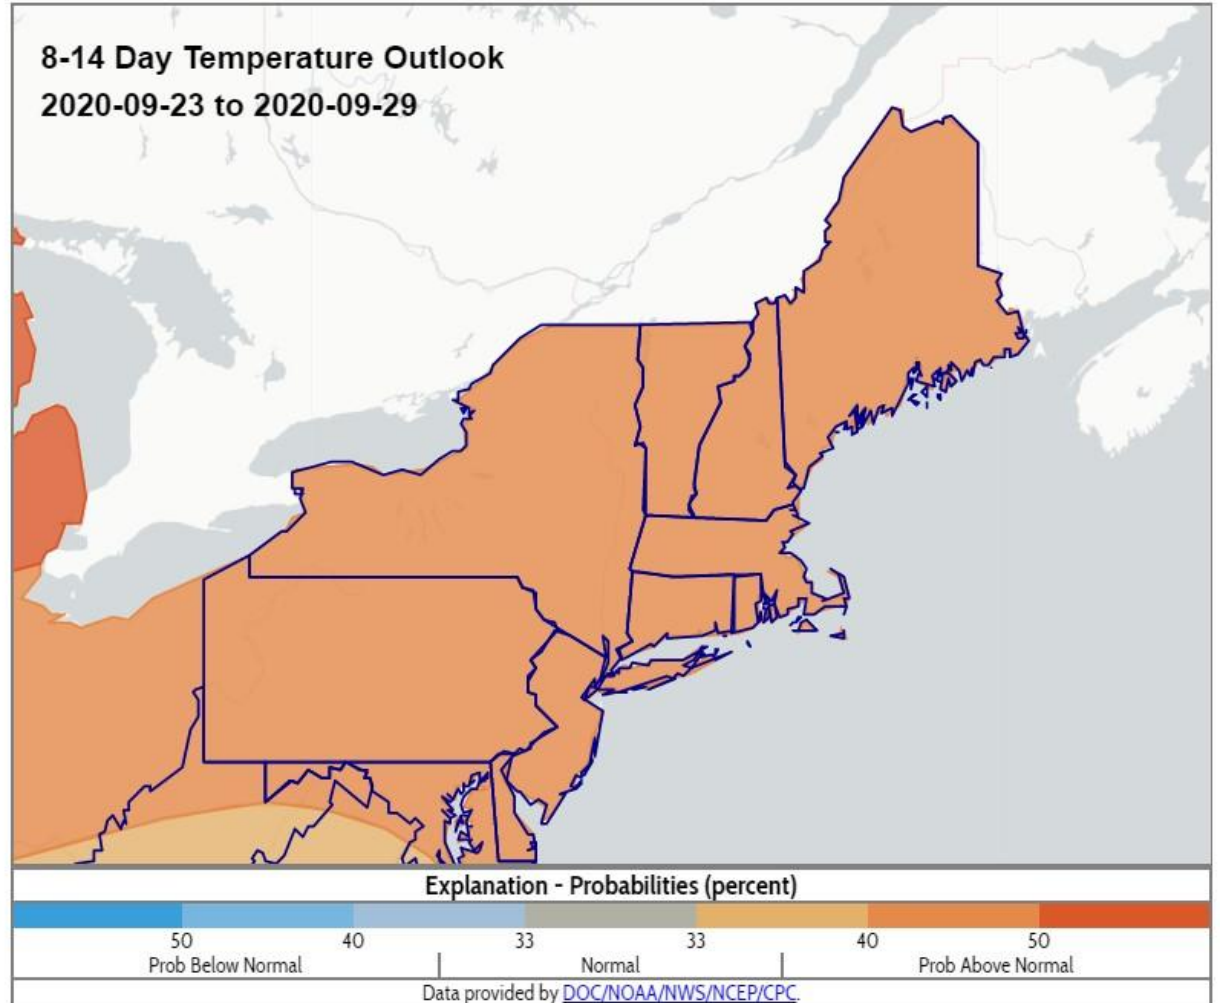 8-14 Day Temperature Outlook
2020-09-23 to 2020-09-29
Explanation - Probabilities (percent)
50 40 33 33 40 50
Prob Below Normal Normal Prob Above Normal
Data provided by DOC/NOAA/NWS/NCEP/CPC.